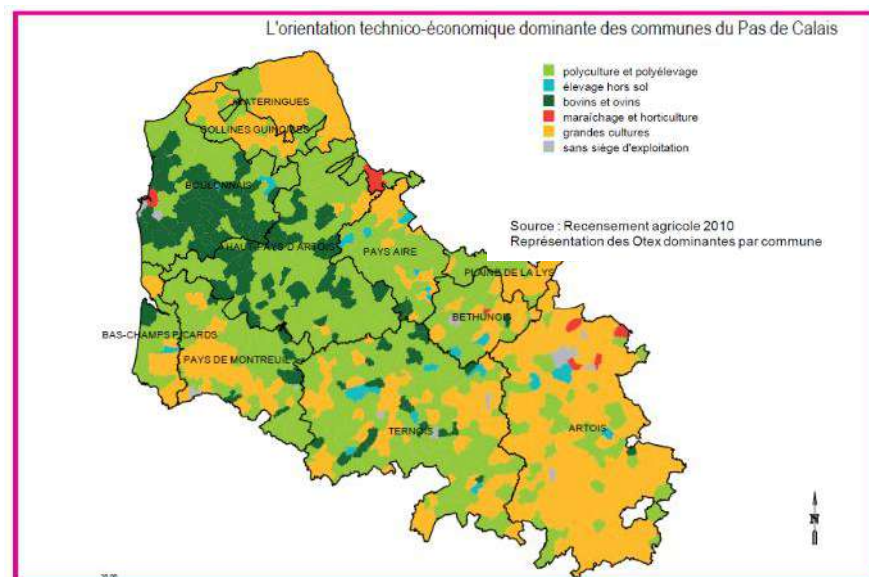 L'orientation technico-économique dominante des communes du Pas de Calais
polyculture et polyélevage
élevage hors sol
bovins et ovins
maraîchage et horticulture
grandes cultures
sans siège d'exploitation
Source : Recensement agricole 2010
Représentation des Otex dominantes par commune
COLLINES GUINOISES
BOULONNAIS
HAUT-PAYS D'ARTOIS
PAYS AIRE
PLAINE DE LA LYS
BETHUNOIS
BAS-CHAMPS PICARDS
PAYS DE MONTREUIL
TERNOIS
ARTOIS
N